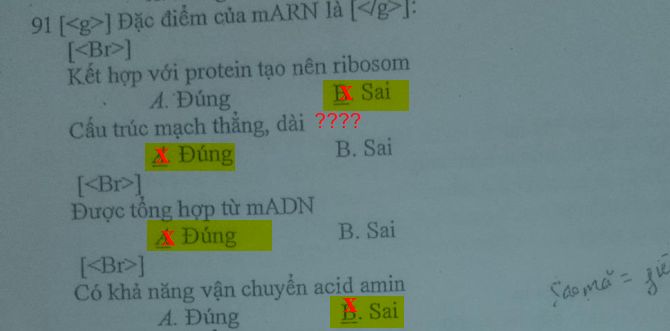 91 [<g>] Đặc điểm của mARN là [</g>]:
[<Br>]
Kết hợp với protein tạo nên ribosom
A. Đúng B. Sai
Cấu trúc mạch thẳng, dài ????
A. Đúng B. Sai
[<Br>]
Được tổng hợp từ mADN
A. Đúng B. Sai
[<Br>]
Có khả năng vận chuyển acid amin
A. Đúng B. Sai
Sao mã =